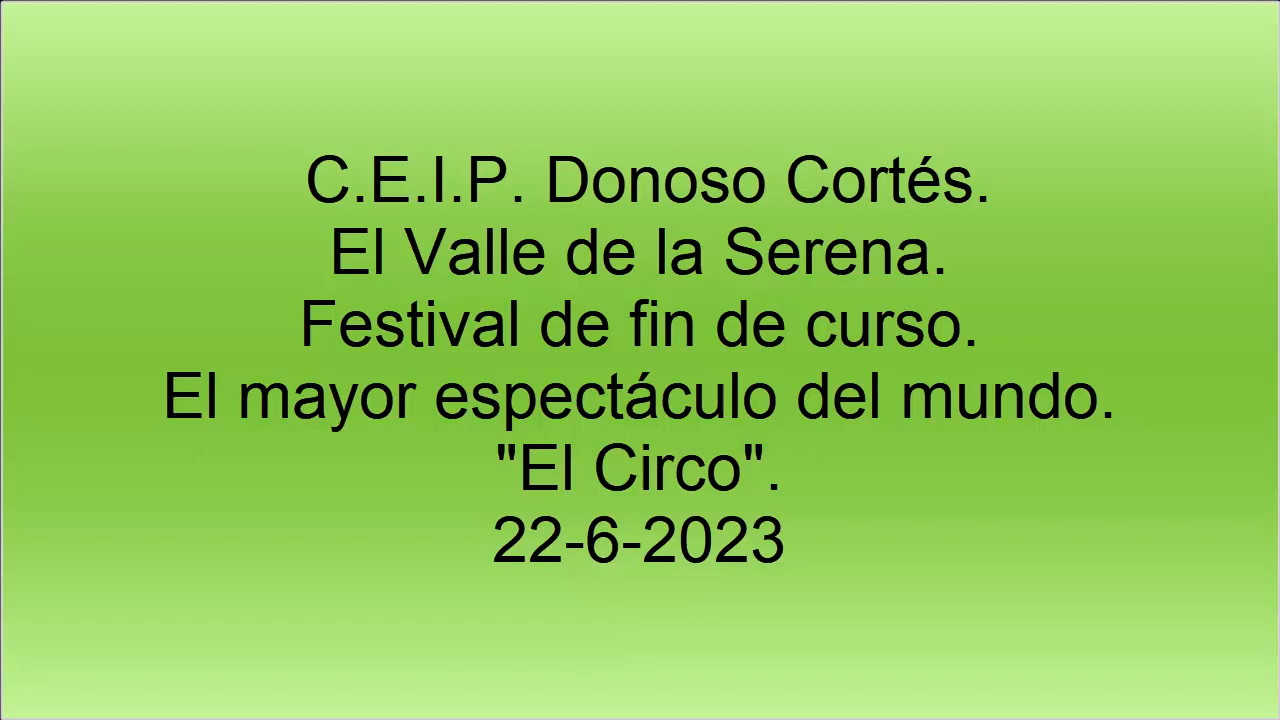 C.E.I.P. Donoso Cortés.
El Valle de la Serena.
Festival de fin de curso.
El mayor espectáculo del mundo.
"El Circo".
22-6-2023